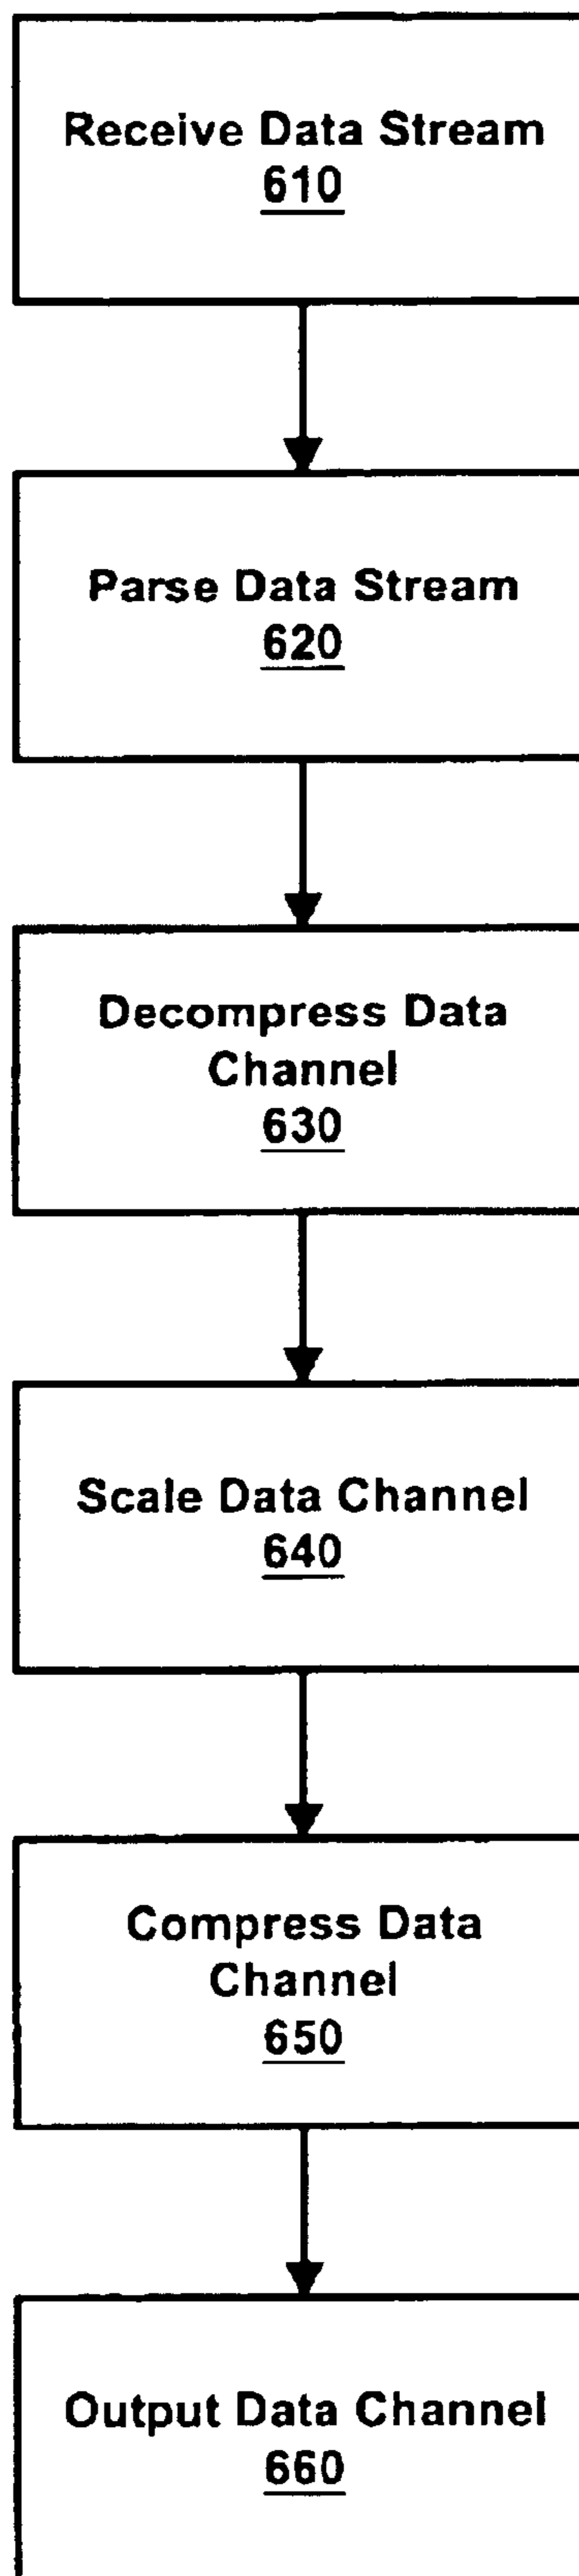 Receive Data Stream
610
Parse Data Stream
620
Decompress Data
Channel
630
Scale Data Channel
640
Compress Data
Channel
650
Output Data Channel
660